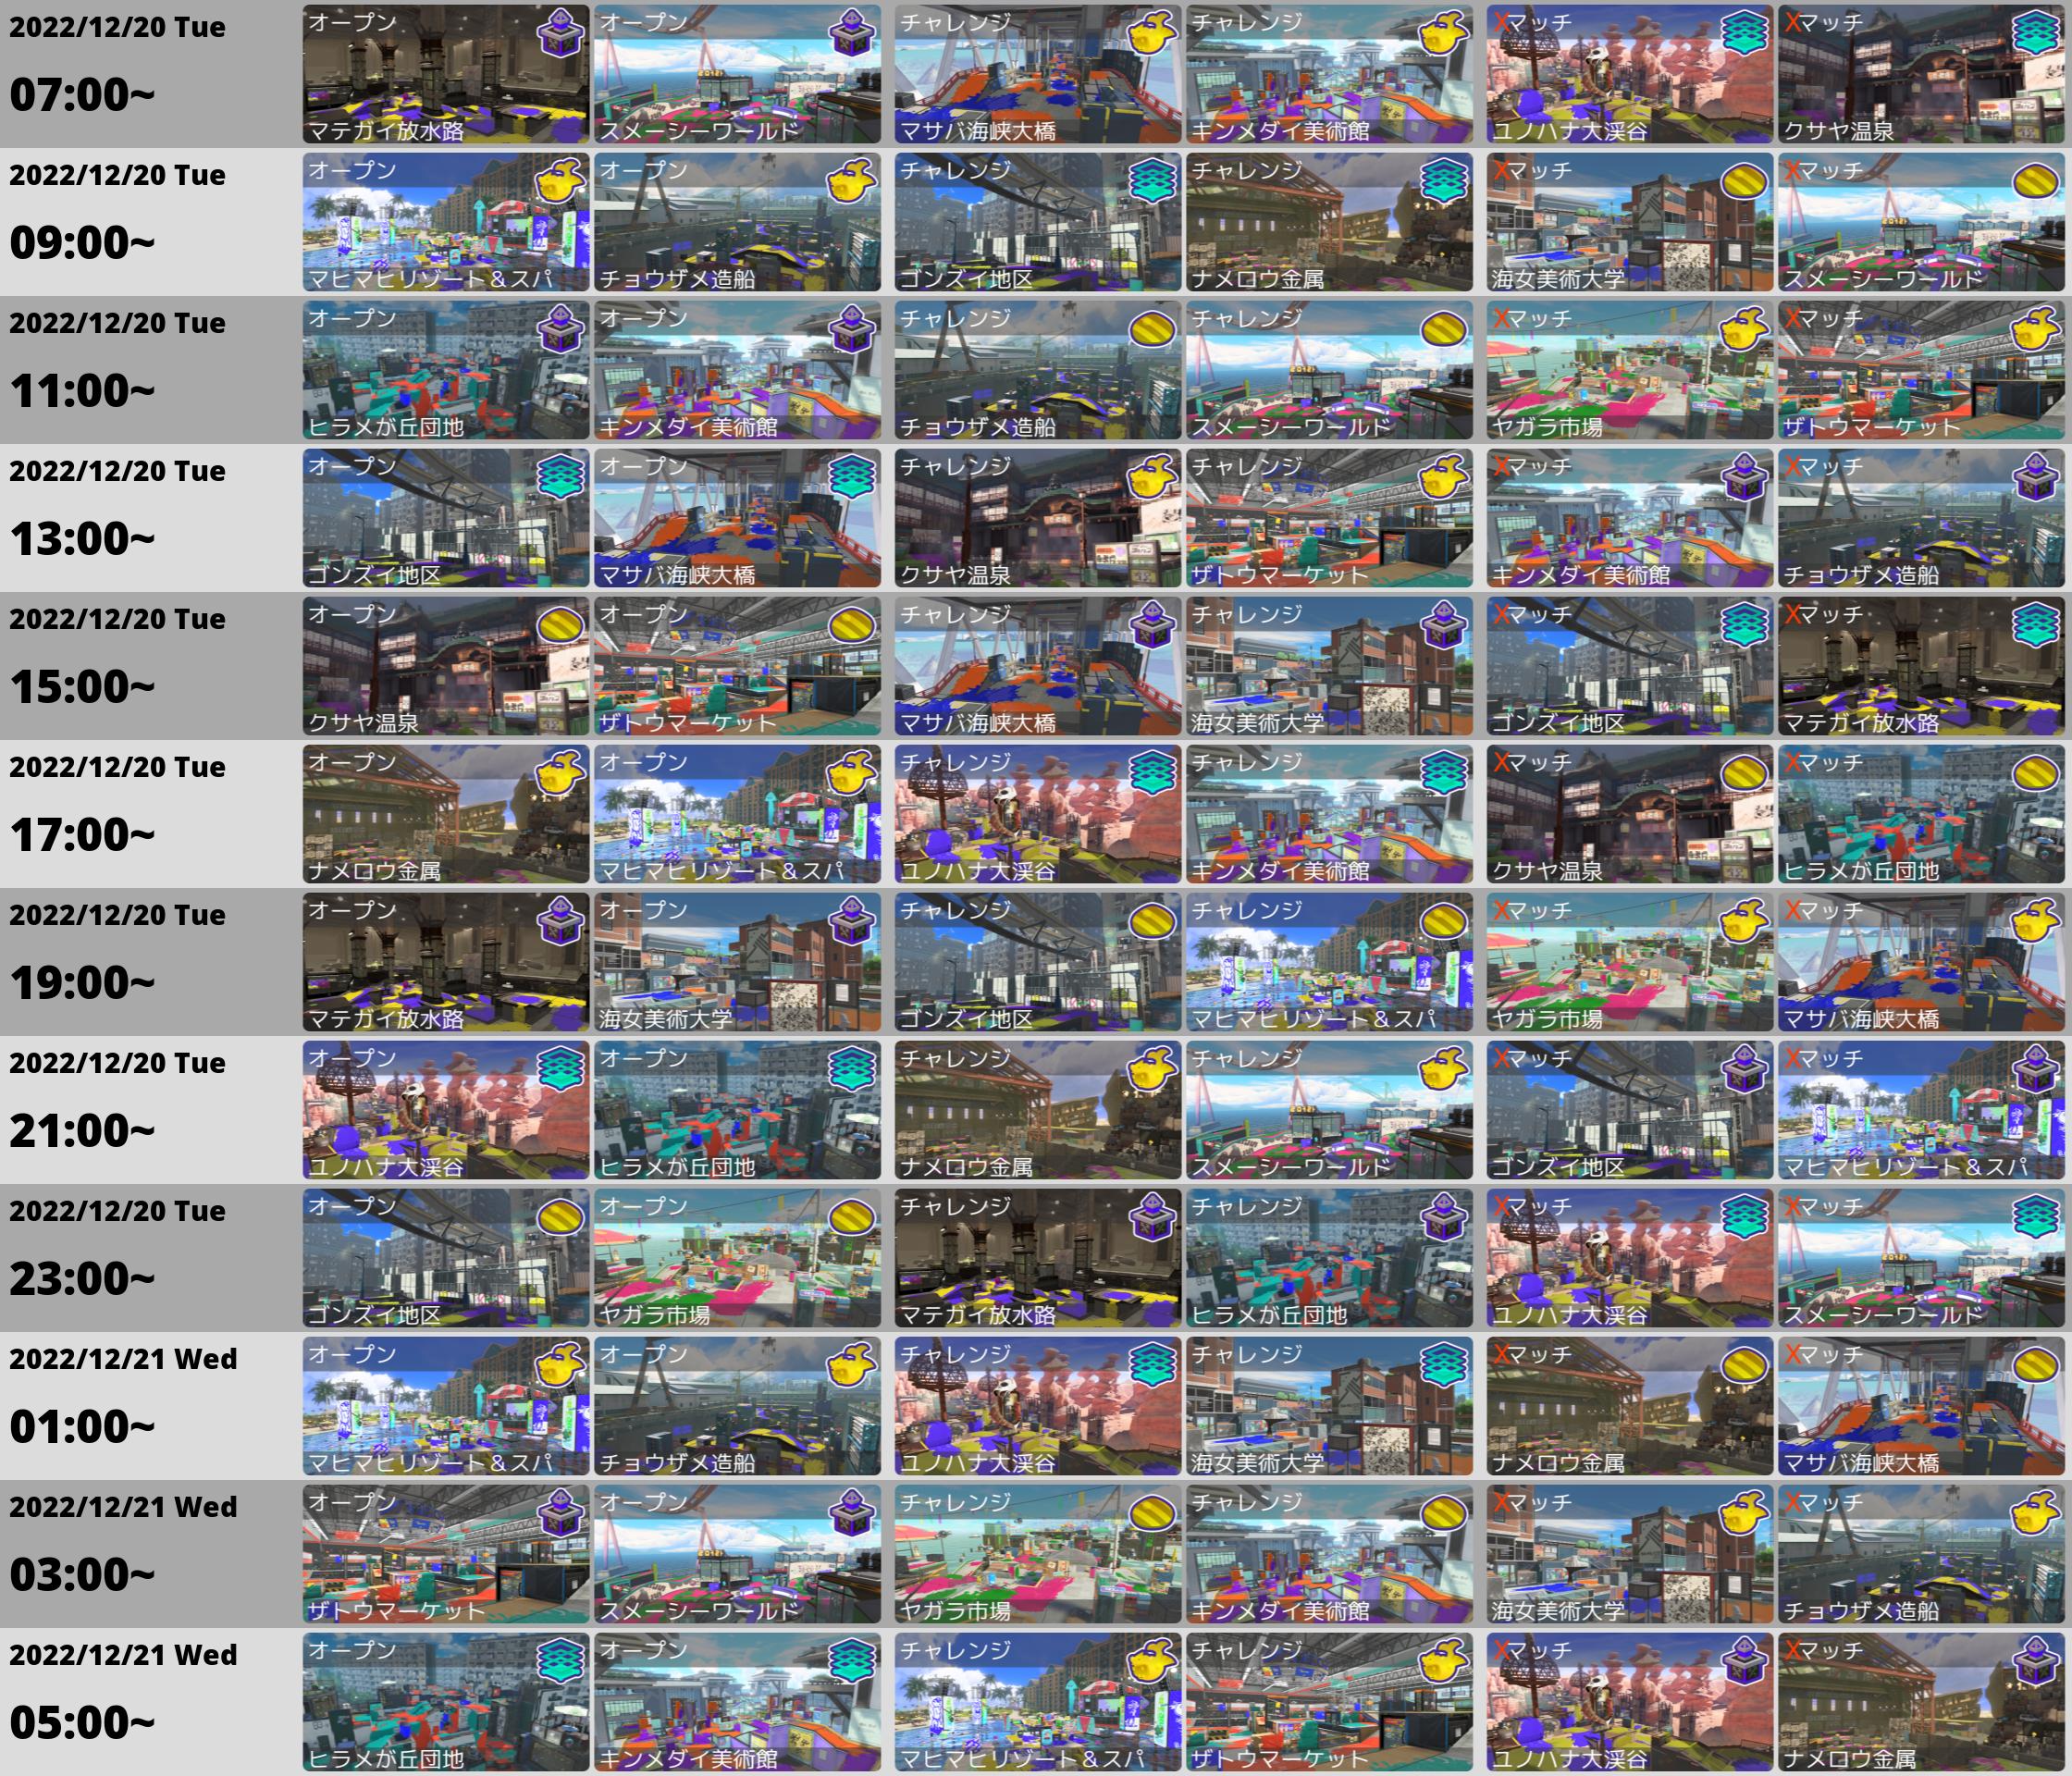 2022/12/20 Tue
07:00~
オープン オープン チャレンジ チャレンジ Xマッチ Xマッチ
マテガイ放水路 スメーシーワールド マサバ海峡大橋 キンメダイ美術館 ユノハナ大渓谷 クサヤ温泉
2022/12/20 Tue
09:00~
オープン オープン チャレンジ チャレンジ Xマッチ Xマッチ
マヒマヒリゾート＆スパ チョウザメ造船 ゴンズイ地区 ナメロウ金属 海女美術大学 スメーシーワールド
2022/12/20 Tue
11:00~
オープン オープン チャレンジ チャレンジ Xマッチ Xマッチ
ヒラメが丘団地 キンメダイ美術館 チョウザメ造船 スメーシーワールド ヤガラ市場 ザトウマーケット
2022/12/20 Tue
13:00~
オープン オープン チャレンジ チャレンジ Xマッチ Xマッチ
ゴンズイ地区 マサバ海峡大橋 クサヤ温泉 ザトウマーケット キンメダイ美術館 チョウザメ造船
2022/12/20 Tue
15:00~
オープン オープン チャレンジ チャレンジ Xマッチ Xマッチ
クサヤ温泉 ザトウマーケット マサバ海峡大橋 海女美術大学 ゴンズイ地区 マテガイ放水路
2022/12/20 Tue
17:00~
オープン オープン チャレンジ チャレンジ Xマッチ Xマッチ
ナメロウ金属 マヒマヒリゾート＆スパ ユノハナ大渓谷 キンメダイ美術館 クサヤ温泉 ヒラメが丘団地
2022/12/20 Tue
19:00~
オープン オープン チャレンジ チャレンジ Xマッチ Xマッチ
マテガイ放水路 海女美術大学 ゴンズイ地区 マヒマヒリゾート＆スパ ヤガラ市場 マサバ海峡大橋
2022/12/20 Tue
21:00~
オープン オープン チャレンジ チャレンジ Xマッチ Xマッチ
ユノハナ大渓谷 ヒラメが丘団地 ナメロウ金属 スメーシーワールド ゴンズイ地区 マヒマヒリゾート＆スパ
2022/12/20 Tue
23:00~
オープン オープン チャレンジ チャレンジ Xマッチ Xマッチ
ゴンズイ地区 ヤガラ市場 マテガイ放水路 ヒラメが丘団地 ユノハナ大渓谷 スメーシーワールド
2022/12/21 Wed
01:00~
オープン オープン チャレンジ チャレンジ Xマッチ Xマッチ
マヒマヒリゾート＆スパ チョウザメ造船 ユノハナ大渓谷 海女美術大学 ナメロウ金属 マサバ海峡大橋
2022/12/21 Wed
03:00~
オープン オープン チャレンジ チャレンジ Xマッチ Xマッチ
ザトウマーケット スメーシーワールド ヤガラ市場 キンメダイ美術館 海女美術大学 チョウザメ造船
2022/12/21 Wed
05:00~
オープン オープン チャレンジ チャレンジ Xマッチ Xマッチ
ヒラメが丘団地 キンメダイ美術館 マヒマヒリゾート＆スパ ザトウマーケット ユノハナ大渓谷 ナメロウ金属